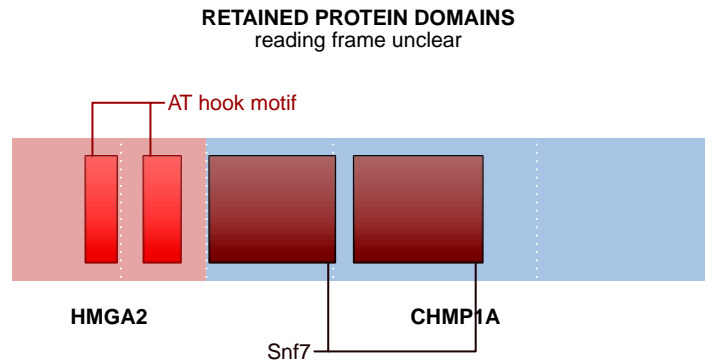 RETAINED PROTEIN DOMAINS
reading frame unclear
AT hook motif
HMGA2
CHMP1A
Snf7